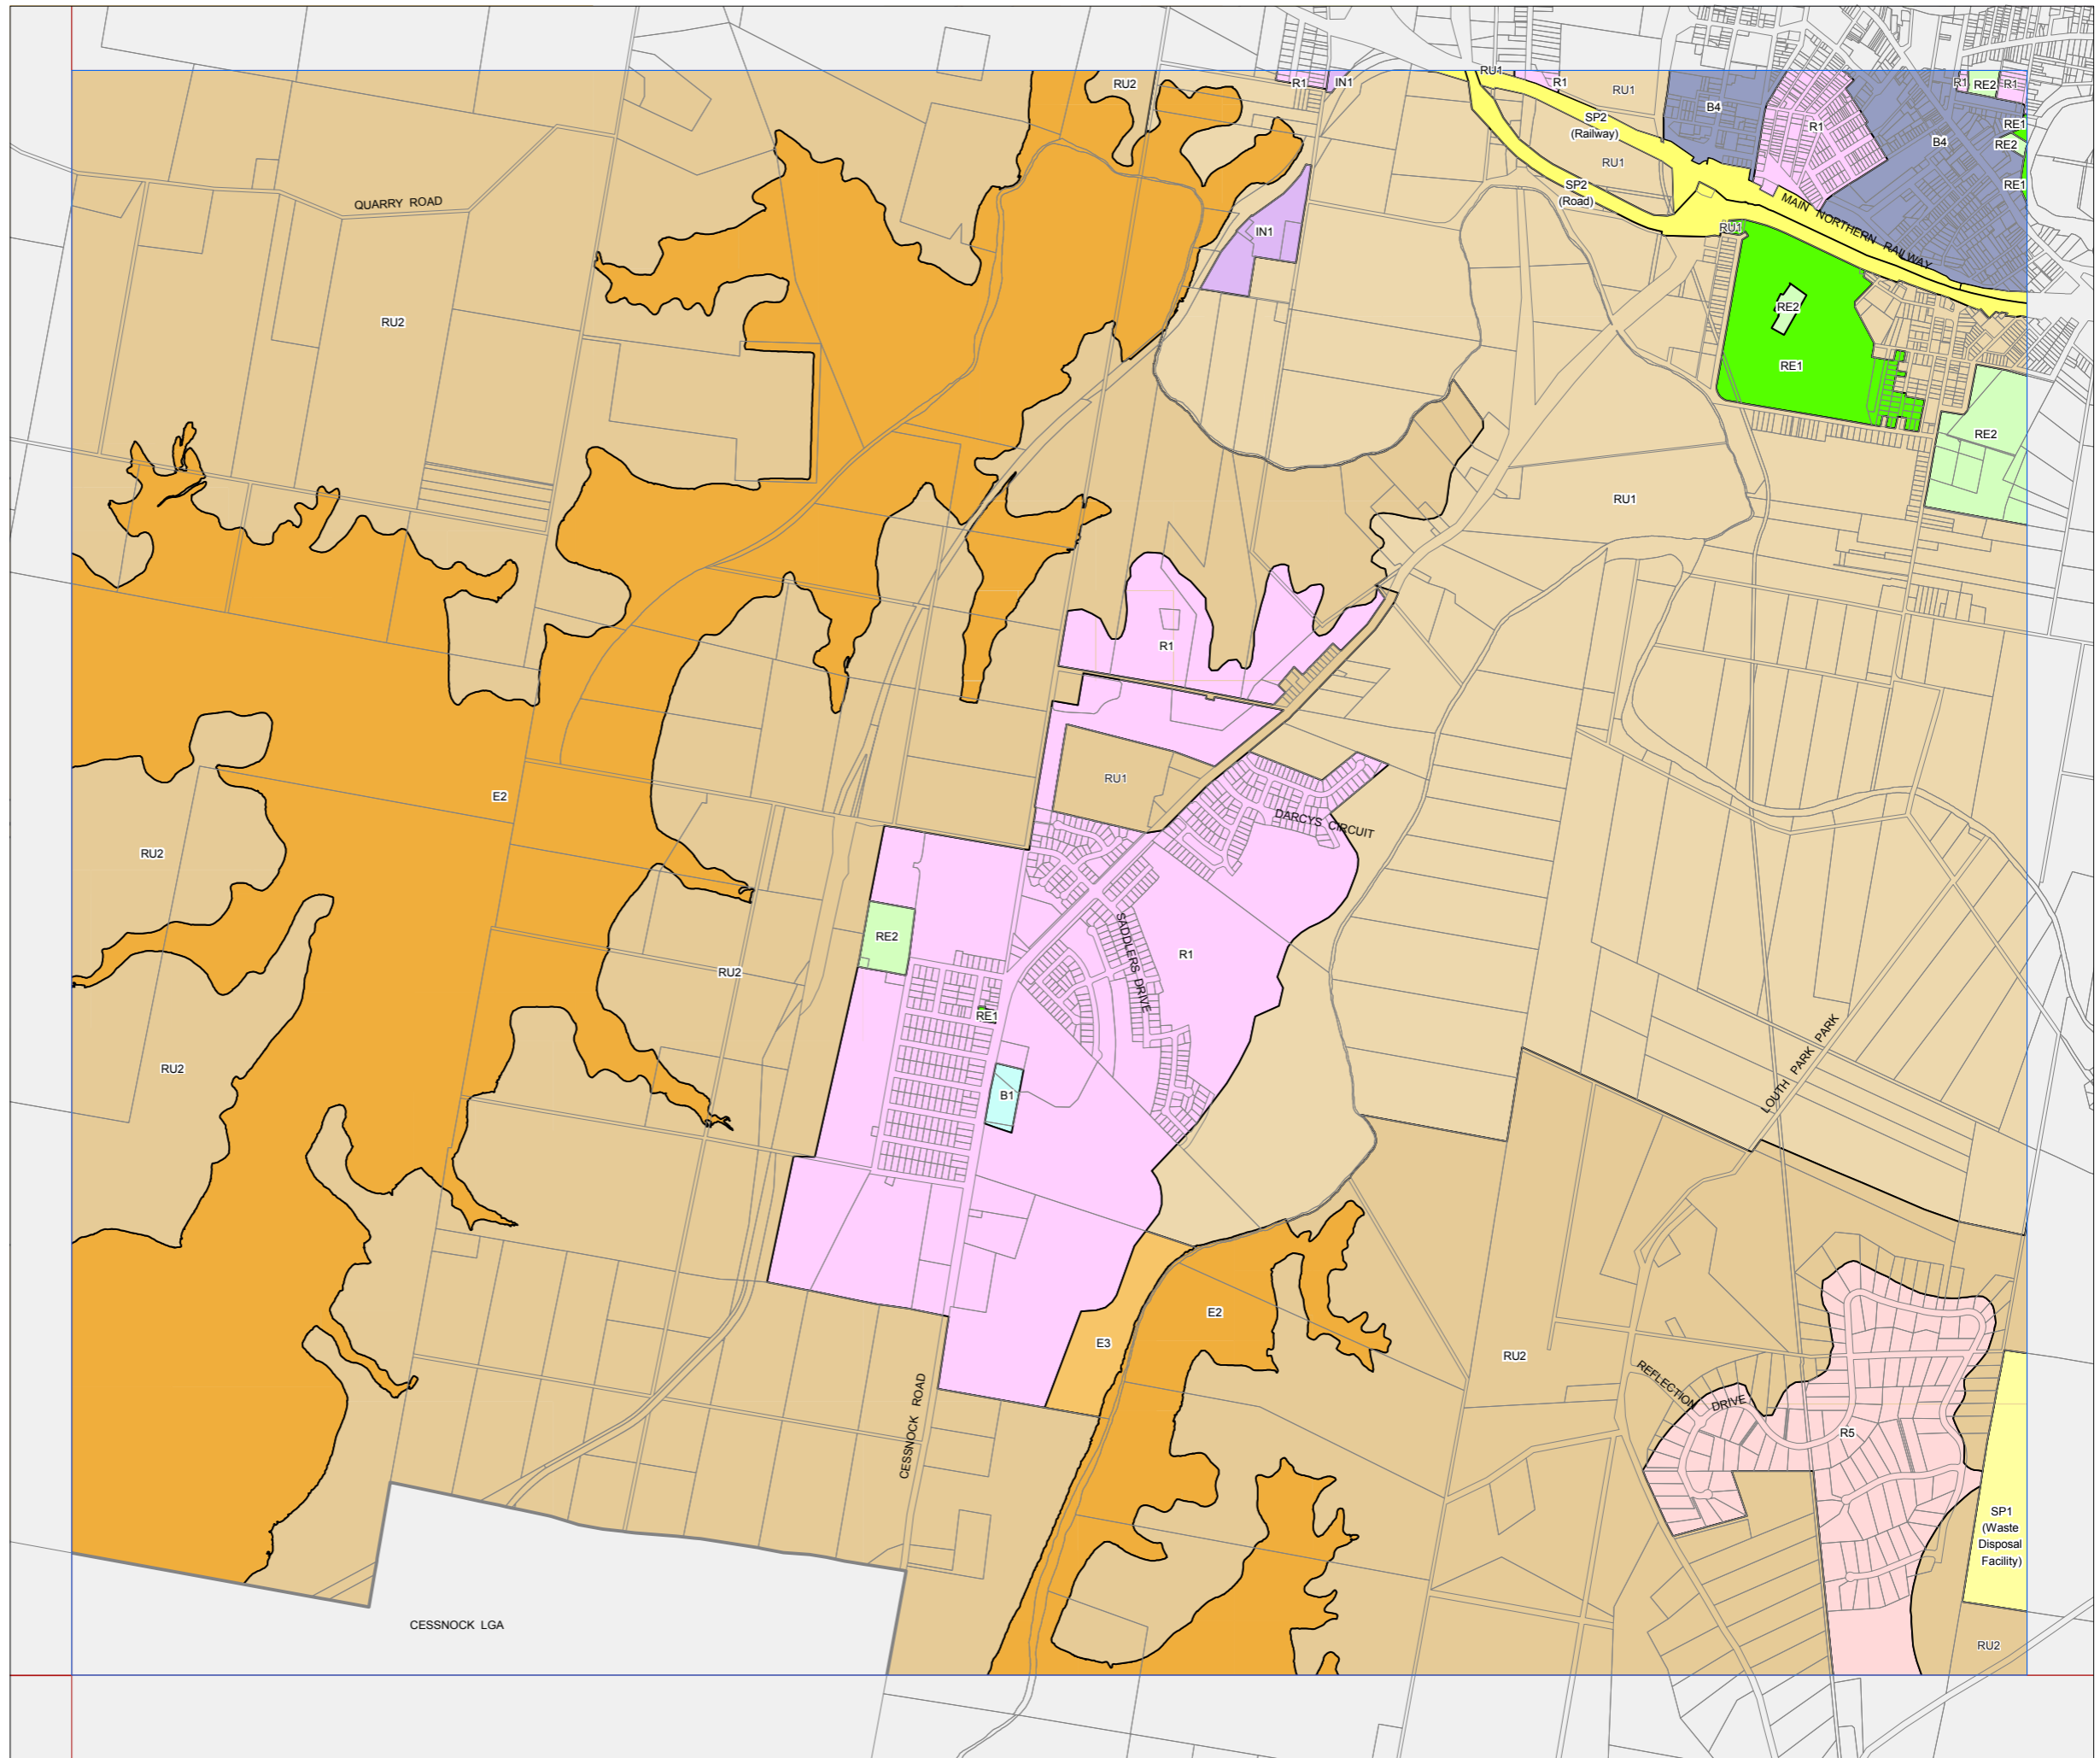 RU1
RU2
R1
IN1
R1
RU1
B4
R1
RE2
R1
SP2
(Railway)
R1
RE1
B4
RE2
RU1
SP2
(Road)
RE1
QUARRY ROAD
MAIN NORTHERN RAILWAY
IN1
RU1
RE2
RU2
RE1
RE2
RU1
R1
RU1
E2
DARCYS CIRCUIT
RU2
RE2
SADDLERS DRIVE
R1
RU2
RE1
RU2
LOUTH PARK PARK
B1
E2
E3
RU2
REFLECTION DRIVE
CESSNOCK ROAD
R5
SP1
(Waste
Disposal
Facility)
CESSNOCK LGA
RU2